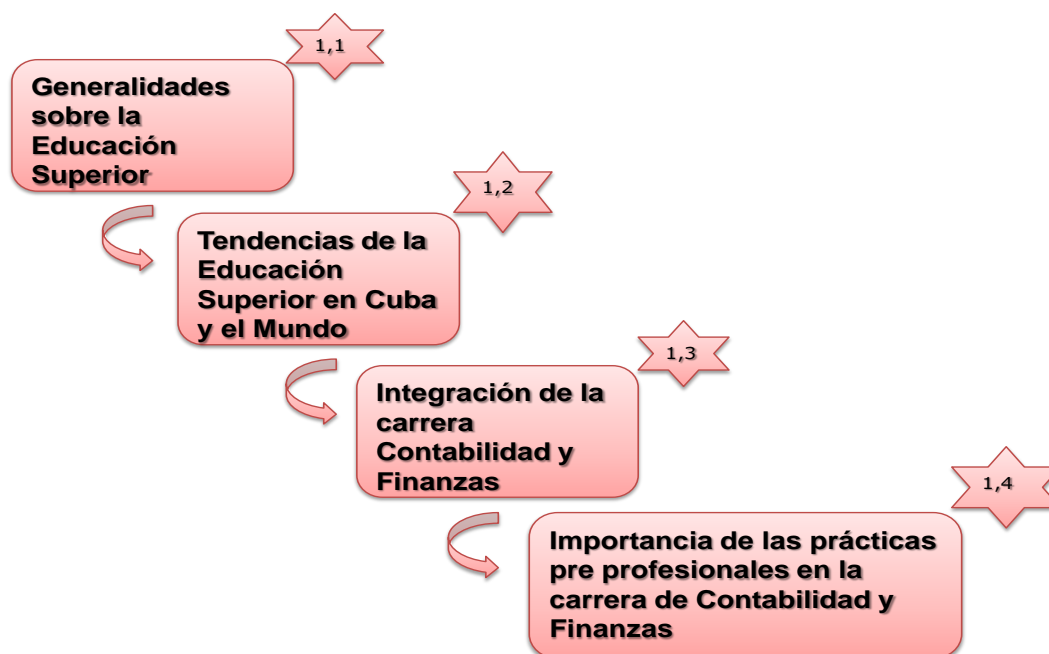 1,1
Generalidades
sobre la
Educación
Superior
1,2
Tendencias de la
Educación
Superior en Cuba
y el Mundo
1,3
Integración de la
carrera
Contabilidad y
Finanzas
1,4
Importancia de las prácticas
pre profesionales en la
carrera de Contabilidad y
Finanzas